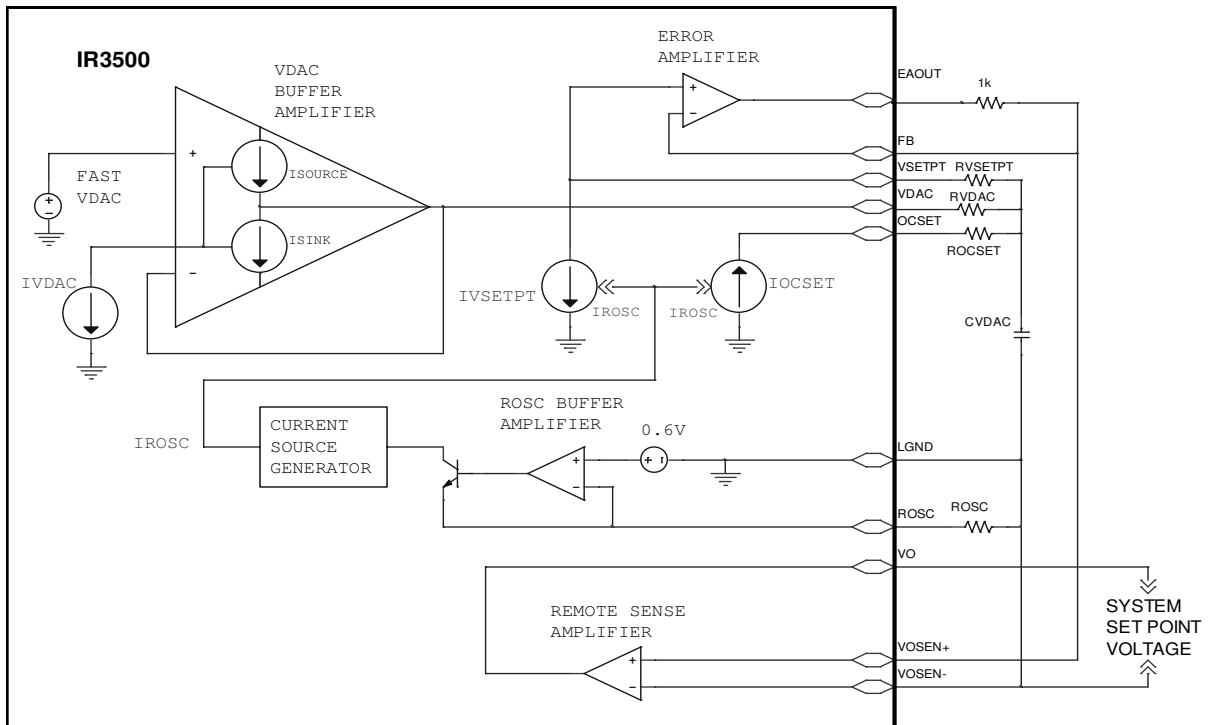 IR3500
ERROR
AMPLIFIER
VDAC
BUFFER
AMPLIFIER
EAOUT
1k
+
-
FB
+
ISOURCE
VSETPT
RVSETPT
FAST
VDAC
VDAC
RVDAC
+
-
OCSET
ISINK
ROCSET
-
IVDAC
IVSETPT
IOCSET
IROSC
IROSC
CVDAC
ROSC BUFFER
AMPLIFIER
0.6V
CURRENT
SOURCE
GENERATOR
IROSC
LGND
+
-
+
-
ROSC
ROSC
VO
SYSTEM
SET POINT
VOLTAGE
REMOTE SENSE
AMPLIFIER
VOSEN+
+
-
VOSEN-